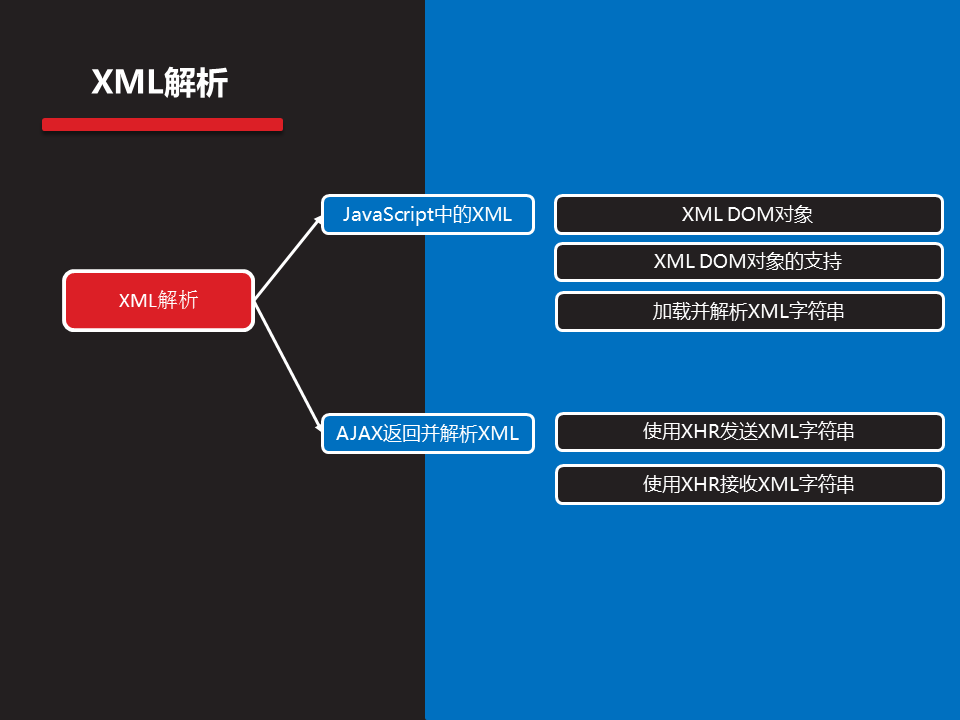 XML解析
XML解析
JavaScript中的XML
XML DOM对象
XML DOM对象的支持
加载并解析XML字符串
AJAX返回并解析XML
使用XHR发送XML字符串
使用XHR接收XML字符串